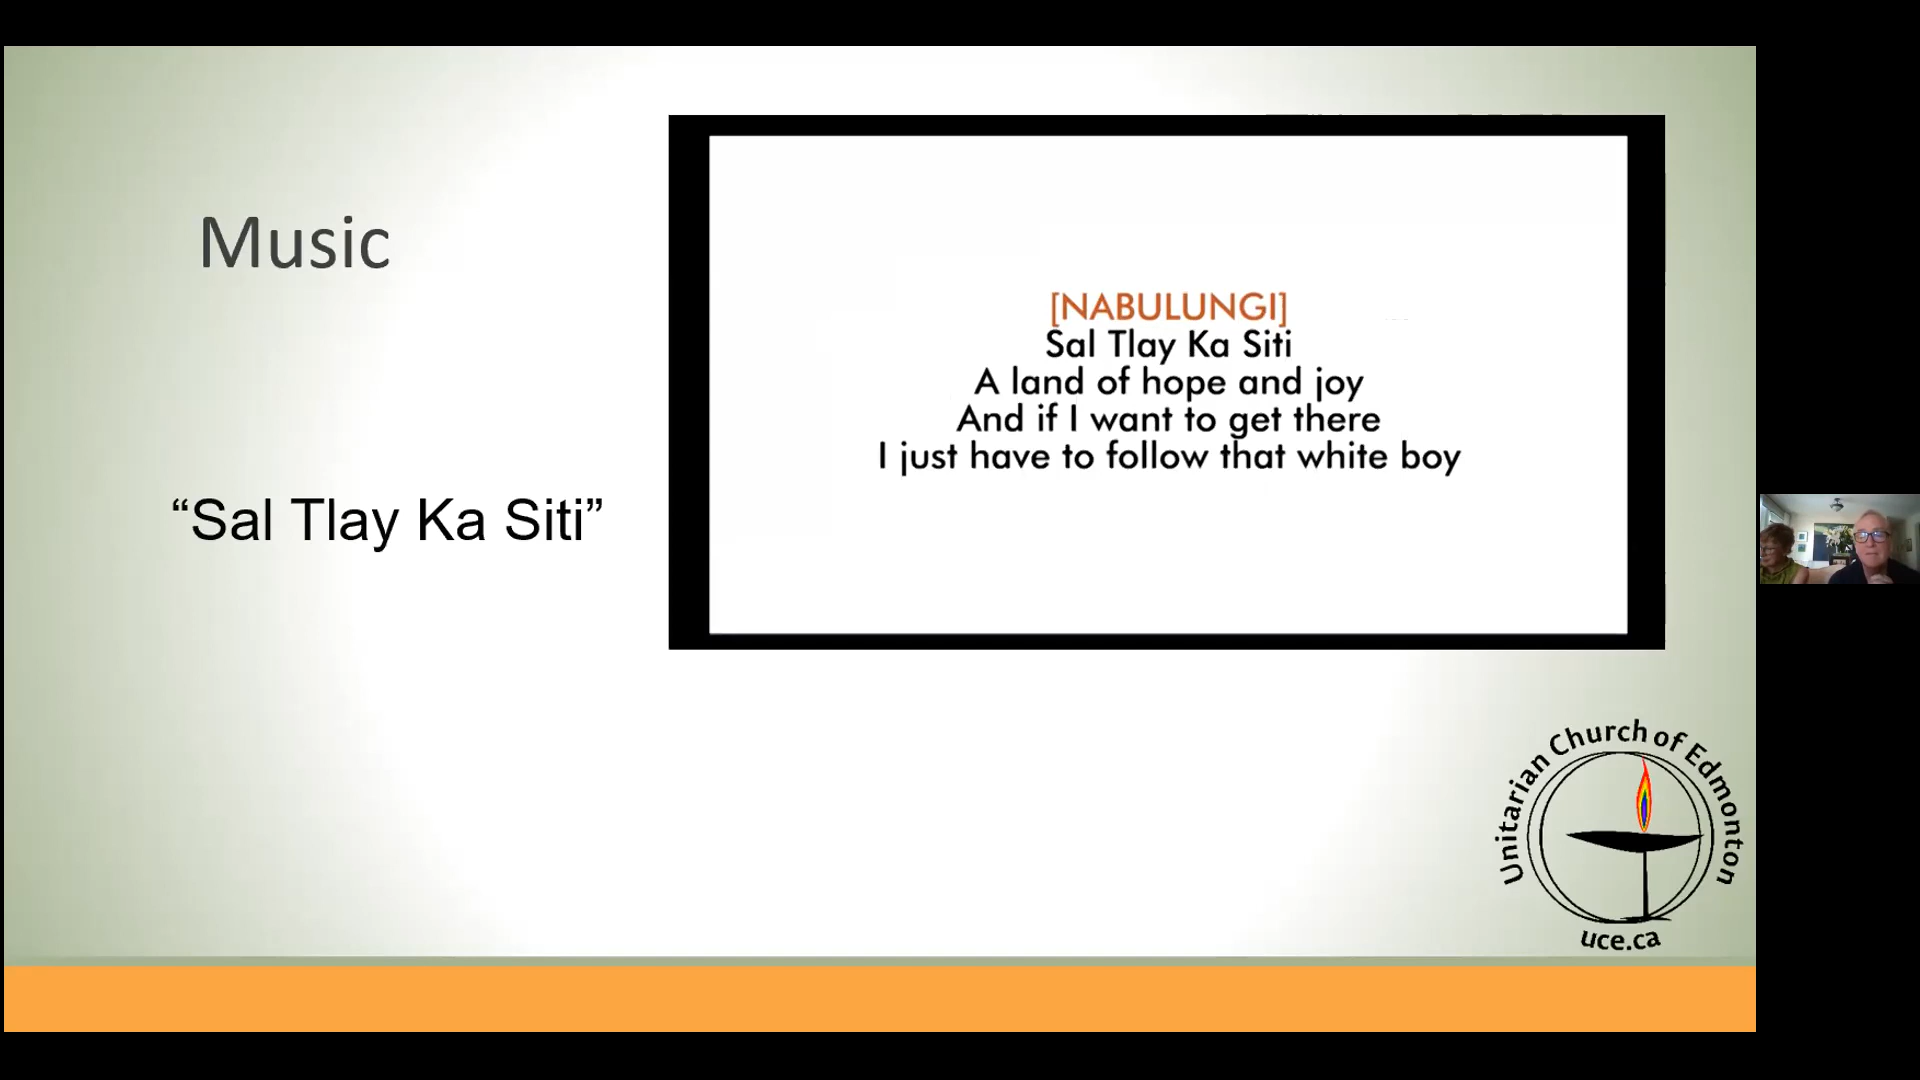 Music
“Sal Tlay Ka Siti”
[NABULUNGI]
Sal Tlay Ka Siti
A land of hope and joy
And if I want to get there
I just have to follow that white boy
Unitarian Church of Edmonton
uce.ca